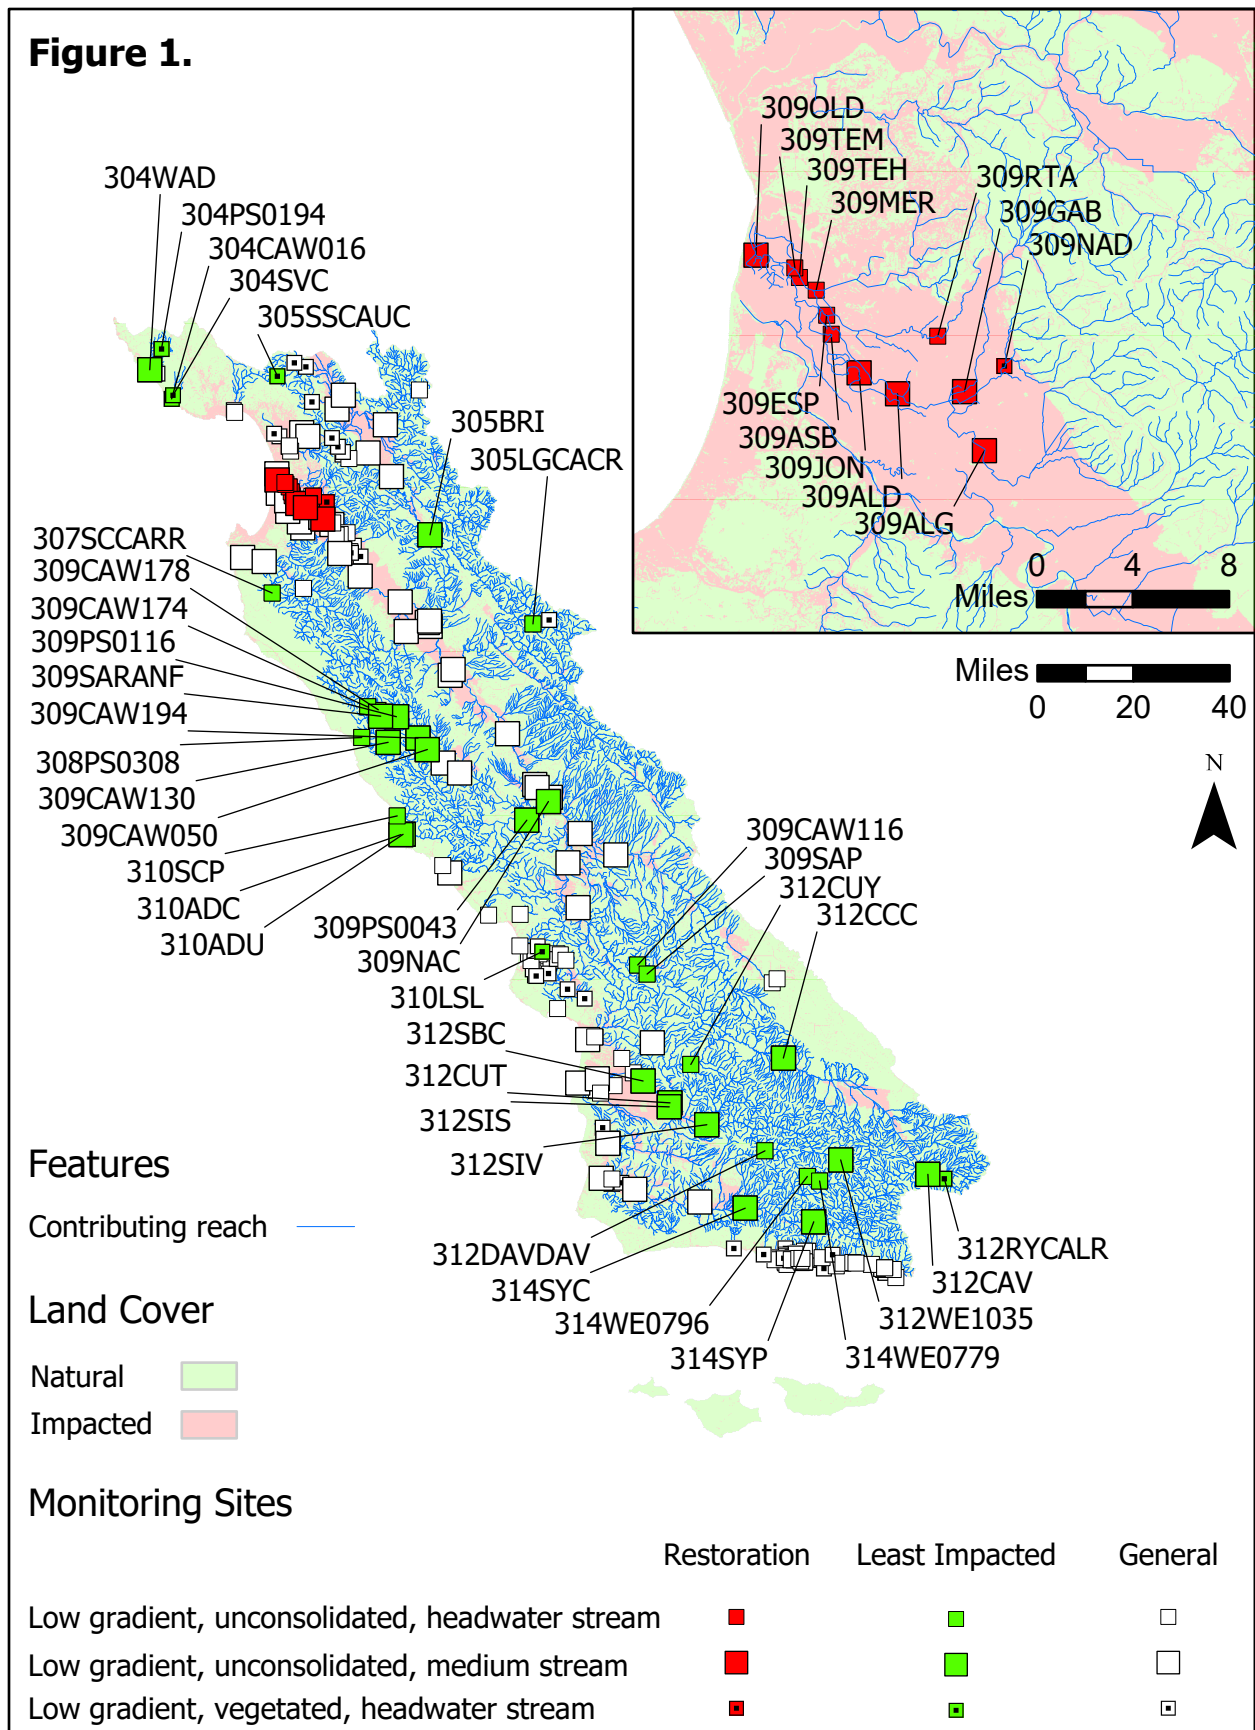 Figure 1.
309OLD
309TEM
309TEH
309MER
309RTA
309GAB
309NAD
309ESP
309ASB
309JON
309ALD
309ALG
0 4 8
Miles
Miles
0 20 40
N
304WAD
304PS0194
304CAW016
304SVC
305SSCAUC
305BRI
305LGCACR
307SCCARR
309CAW178
309CAW174
309PS0116
309SARANF
309CAW194
308PS0308
309CAW130
309CAW050
310SCP
310ADC
310ADU
309PS0043
309NAC
310LSL
312SBC
312CUT
312SIS
312SIV
309CAW116
309SAP
312CUY
312CCC
312DAVDAV
314SYC
314WE0796
314SYP
312RYCALR
312CAV
312WE1035
314WE0779
Features
Contributing reach
Land Cover
Natural
Impacted
Monitoring Sites
Restoration Least Impacted General
Low gradient, unconsolidated, headwater stream
Low gradient, unconsolidated, medium stream
Low gradient, vegetated, headwater stream